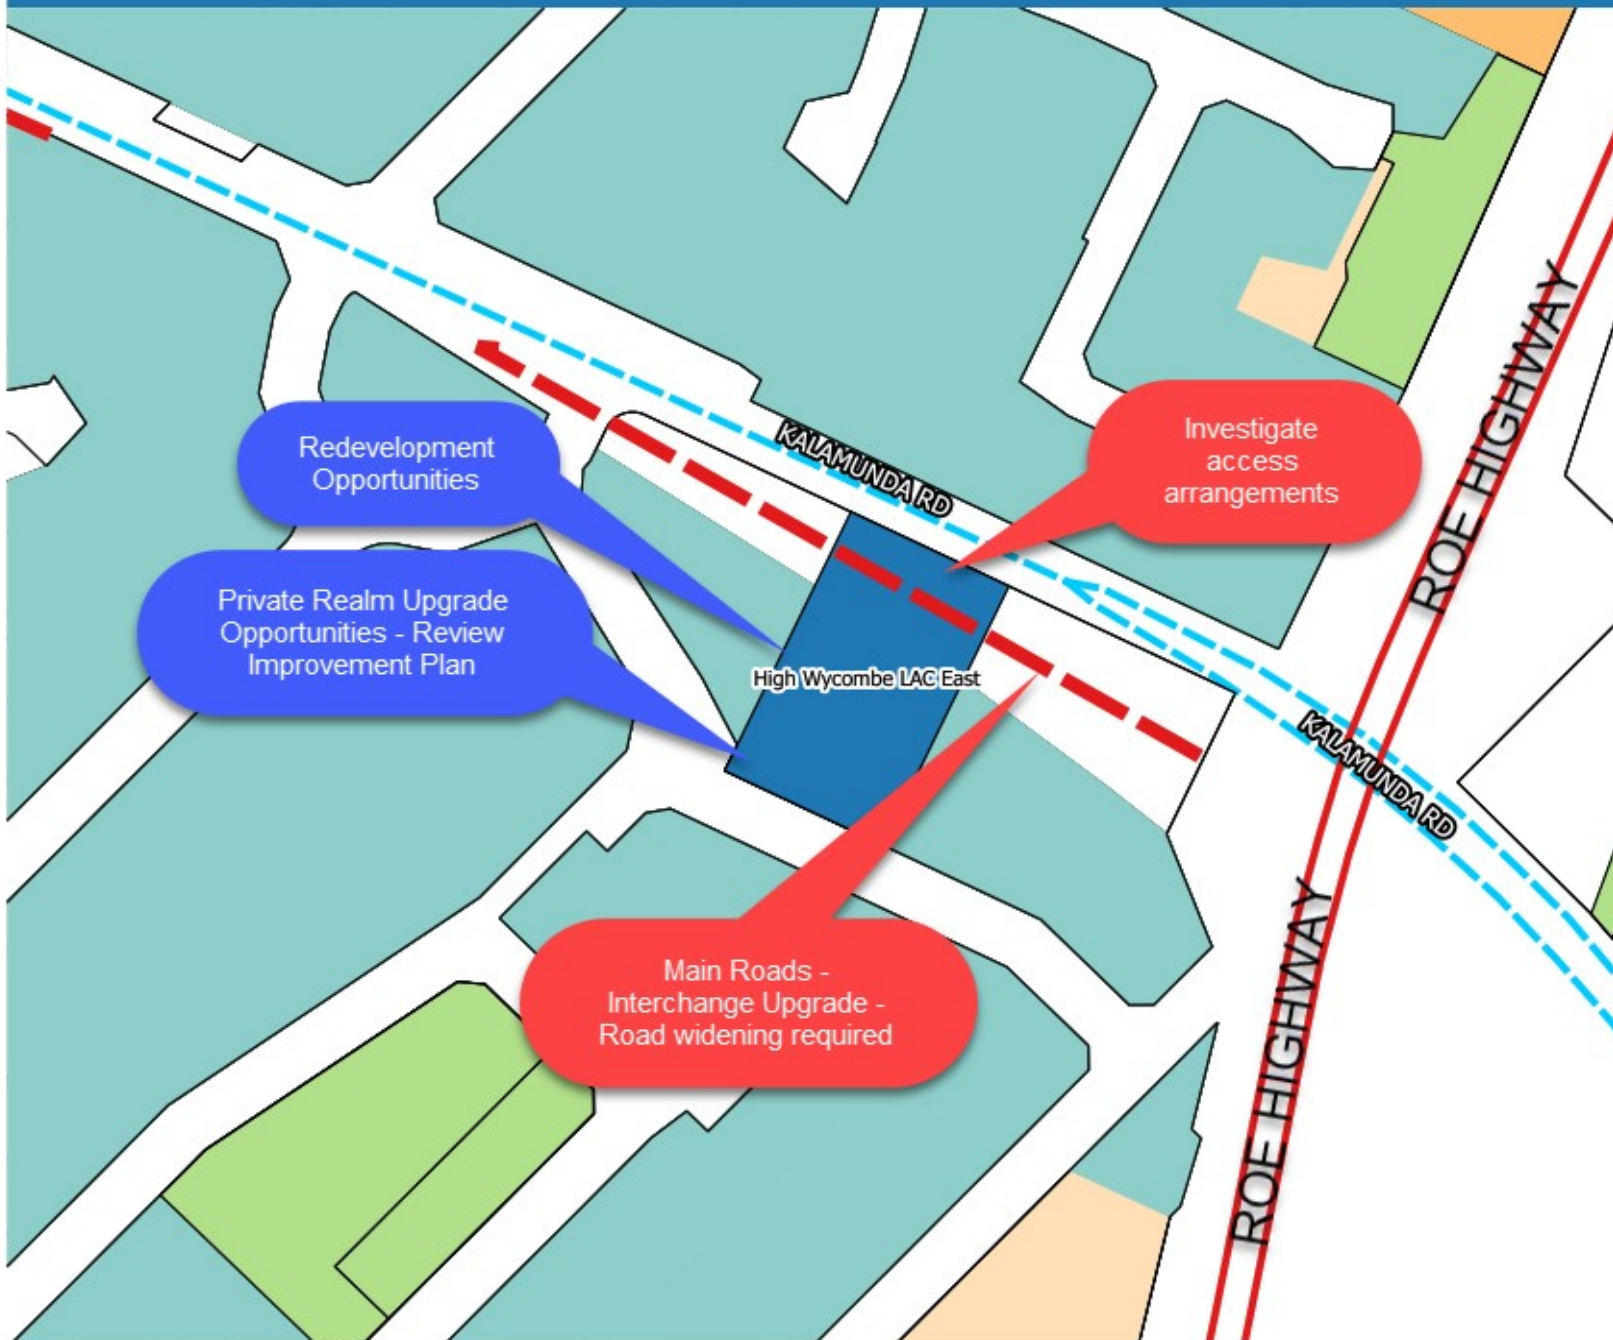 ROE HIGHWAY
Investigate
access
arrangements
Redevelopment
Opportunities
KALAMUNDA RD
Private Realm Upgrade
Opportunities - Review
Improvement Plan
High Wycombe LAC East
KALAMUNDA RD
ROE HIGHWAY
Main Roads -
Interchange Upgrade -
Road widening required